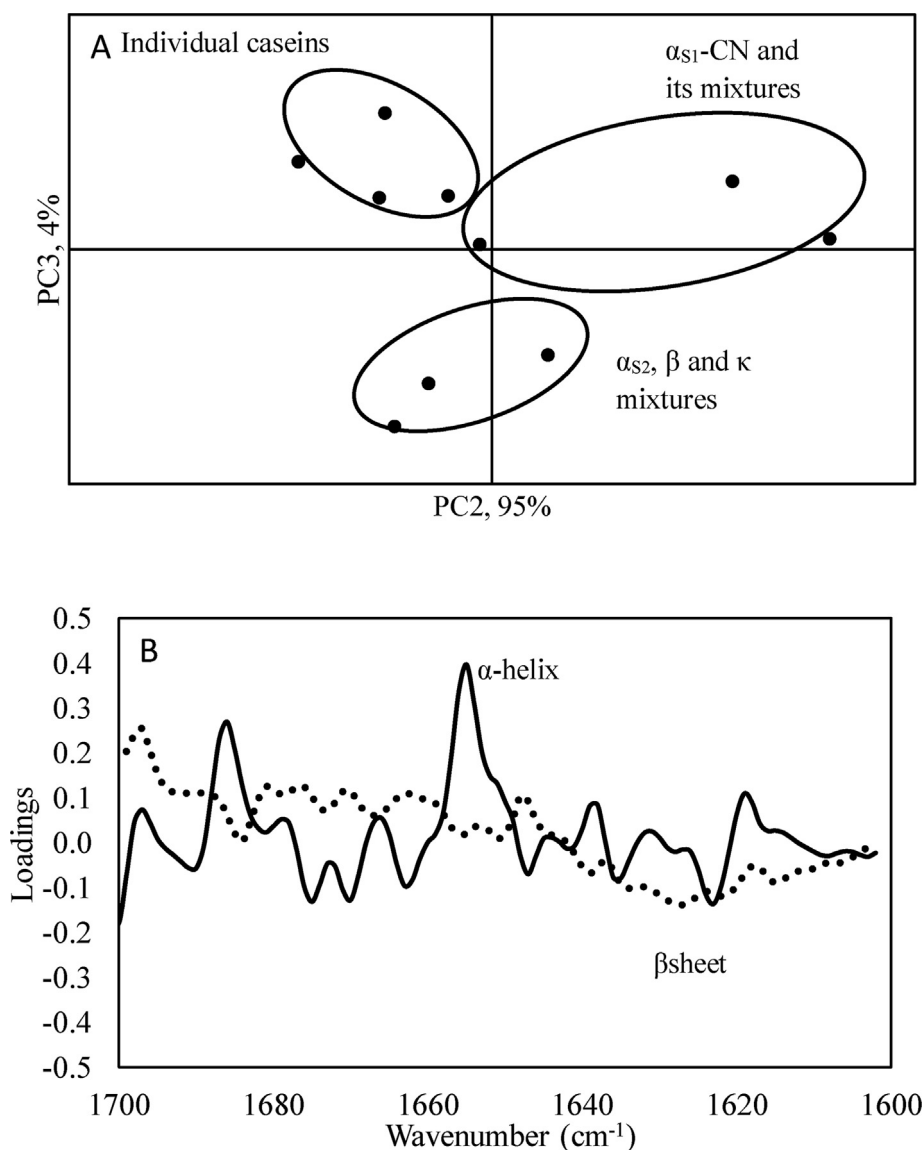 A Individual caseins
αS1-CN and
its mixtures
PC3, 4%
αS2, β and κ
mixtures
PC2, 95%
B
0.5
0.4
0.3
0.2
0.1
0.0
-0.1
-0.2
-0.3
-0.4
-0.5
Loadings
α-helix
βsheet
1700 1680 1660 1640 1620 1600
Wavenumber (cm⁻¹)